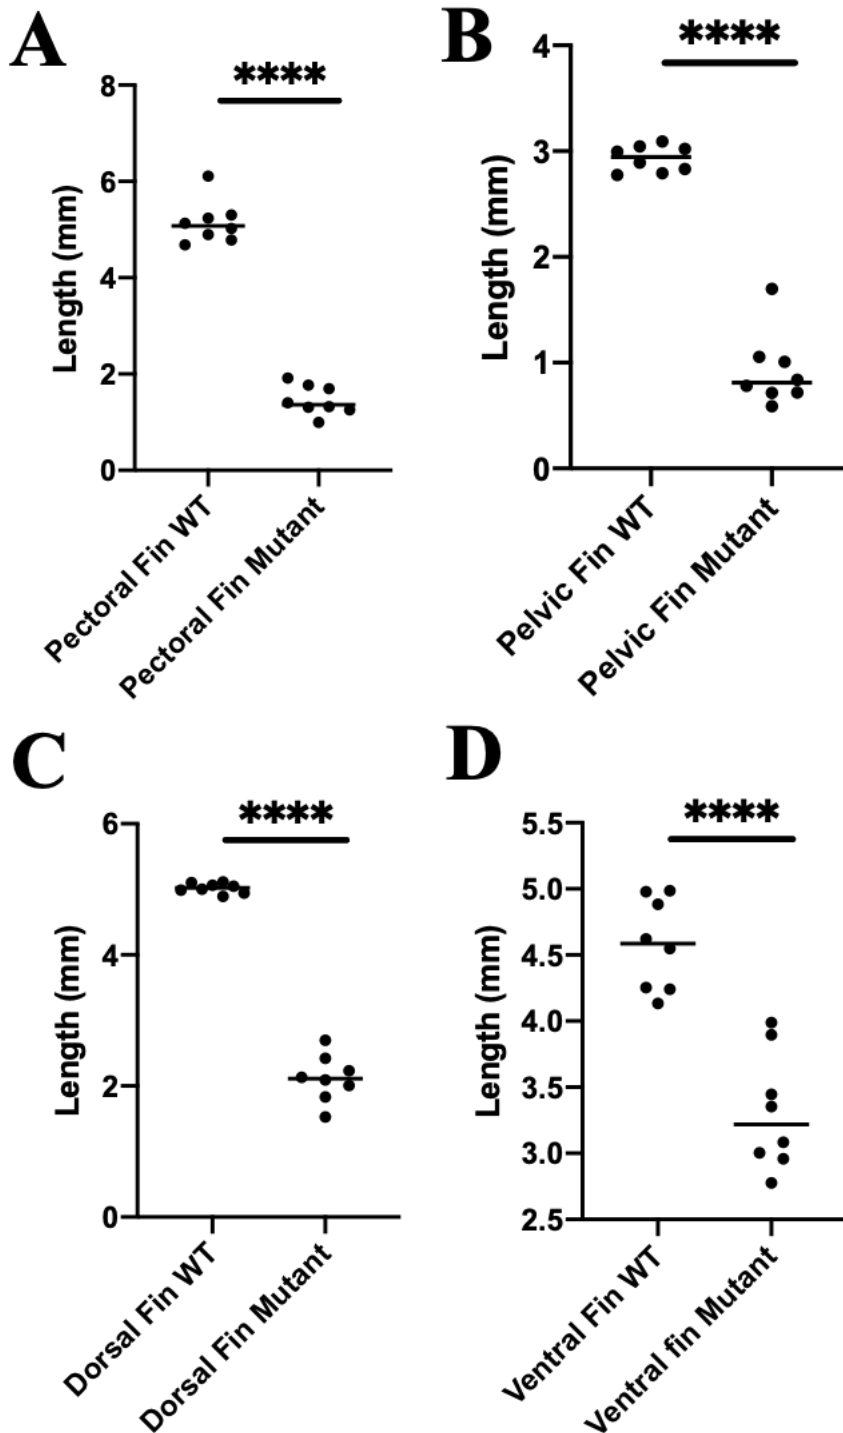 A
****
8
6
4
2
0
Length (mm)
Pectoral Fin WT
Pectoral Fin Mutant
B
****
4
3
2
1
0
Length (mm)
Pelvic Fin WT
Pelvic Fin Mutant
C
****
6
4
2
0
Length (mm)
Dorsal Fin WT
Dorsal Fin Mutant
D
****
5.5
5.0
4.5
4.0
3.5
3.0
2.5
Length (mm)
Ventral Fin WT
Ventral fin Mutant